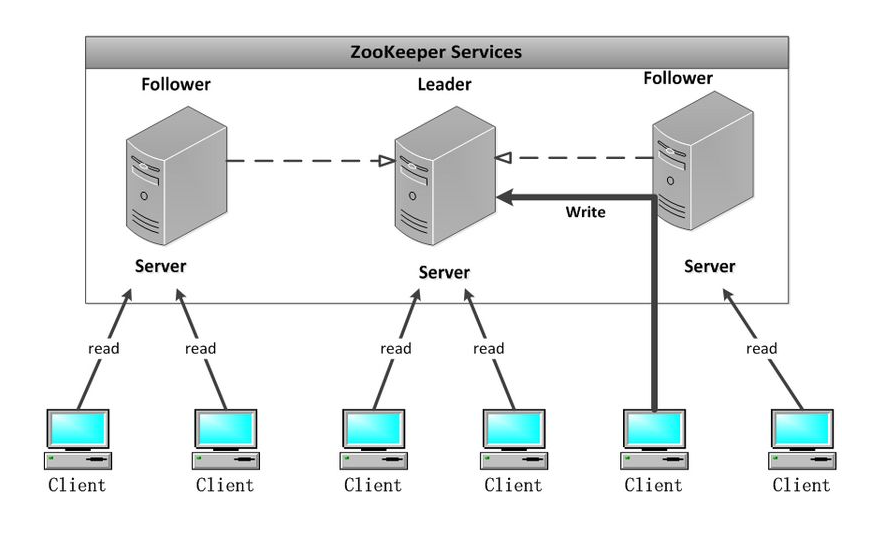 ZooKeeper Services
Follower
Leader
Follower
Write
Server
Server
Server
read
read
read
read
read
Client
Client
Client
Client
Client
Client